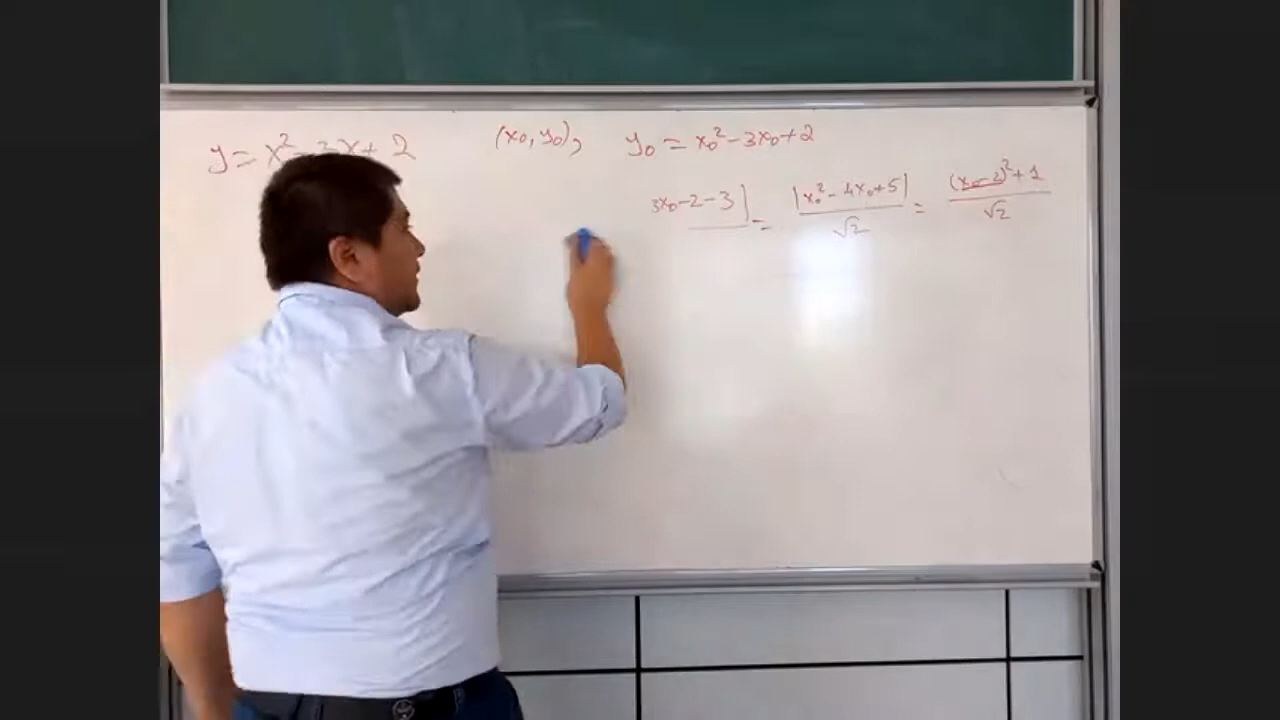 y = x² - 3x + 2 (x₀, y₀), y₀ = x₀² - 3x₀ + 2
3x₀ - 2 - 3| = |x₀² - 4x₀ + 5| / √2 = (x₀ - 2)² + 1 / √2